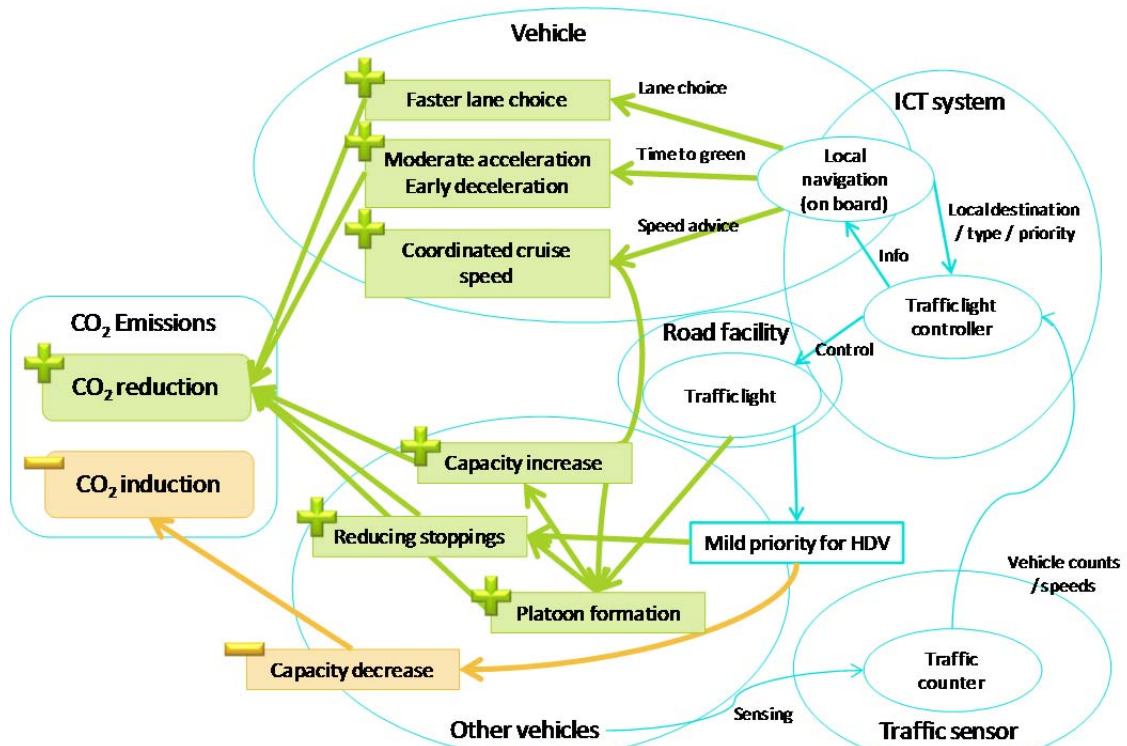 Vehicle
Faster lane choice
Lane choice
ICT system
Moderate acceleration
Early deceleration
Time to green
Local
navigation
(on board)
Local destination
/ type / priority
Speed advice
Coordinated cruise
speed
Info
CO₂ Emissions
Road facility
Traffic light
controller
Control
CO₂ reduction
Traffic light
Capacity increase
CO₂ induction
Reducing stoppings
Mild priority for HDV
Vehicle counts
/ speeds
Platoon formation
Capacity decrease
Traffic
counter
Sensing
Other vehicles
Traffic sensor